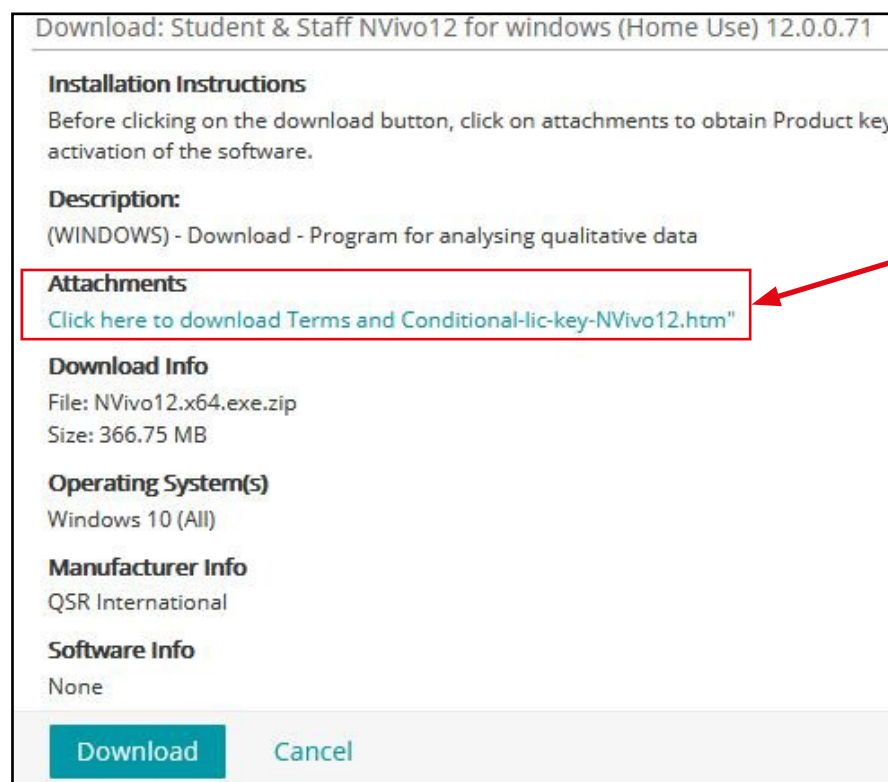 Download: Student & Staff NVivo12 for windows (Home Use) 12.0.0.71
Installation Instructions
Before clicking on the download button, click on attachments to obtain Product key
activation of the software.
Description:
(WINDOWS) - Download - Program for analysing qualitative data
Attachments
Click here to download Terms and Conditional-lic-key-NVivo12.htm"
Download Info
File: NVivo12.x64.exe.zip
Size: 366.75 MB
Operating System(s)
Windows 10 (All)
Manufacturer Info
QSR International
Software Info
None
Download Cancel